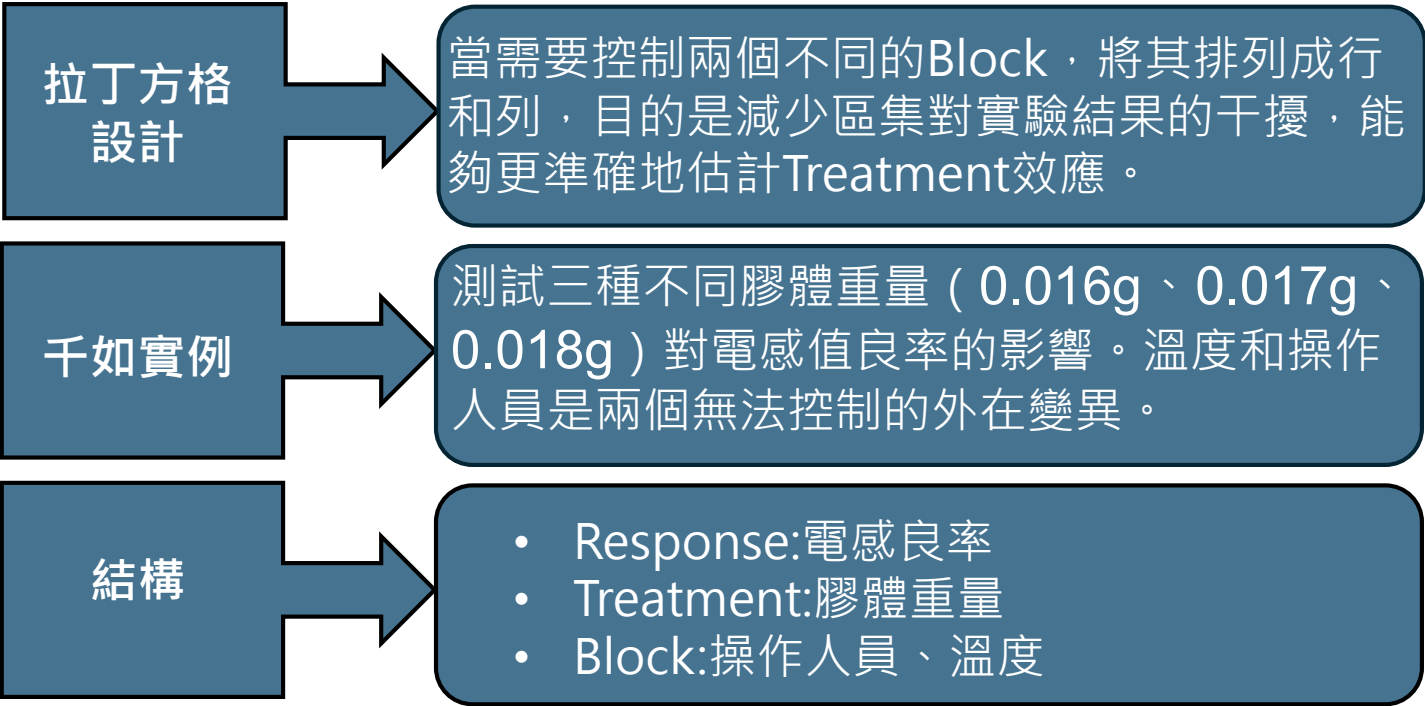 拉丁方格
設計
當需要控制兩個不同的Block，將其排列成行
和列，目的是減少區集對實驗結果的干擾，能
夠更準確地估計Treatment效應。
千如實例
測試三種不同膠體重量（0.016g、0.017g、
0.018g）對電感值良率的影響。溫度和操作
人員是兩個無法控制的外在變異。
結構
• Response:電感良率
• Treatment:膠體重量
• Block:操作人員、溫度